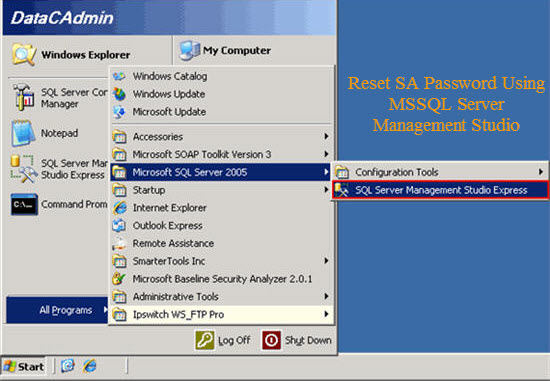 DataCAdmin
Windows Explorer
My Computer
SQL Server Cor
Manager
Notepad
SQL Server Mar
Studio Express
Command Prom
All Programs
Windows Catalog
Windows Update
Microsoft Update
Accessories
Microsoft SOAP Toolkit Version 3
Microsoft SQL Server 2005
Startup
Internet Explorer
Outlook Express
Remote Assistance
SmarterTools Inc
Microsoft Baseline Security Analyzer 2.0.1
Administrative Tools
Ipswitch WS_FTP Pro
Configuration Tools
SQL Server Management Studio Express
Reset SA Password Using
MSSQL Server
Management Studio
Log Off
Shut Down
Start